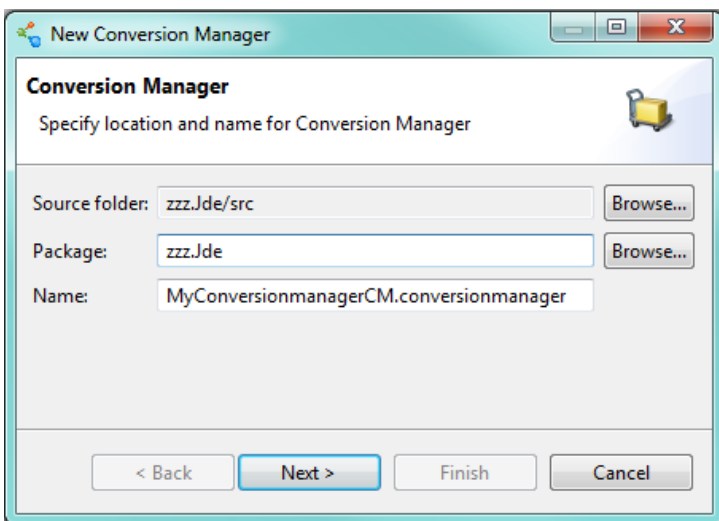 New Conversion Manager
Conversion Manager
Specify location and name for Conversion Manager
Source folder: zzz.Jde/src Browse...
Package: zzz.Jde Browse...
Name: MyConversionmanagerCM.conversionmanager
< Back Next > Finish Cancel